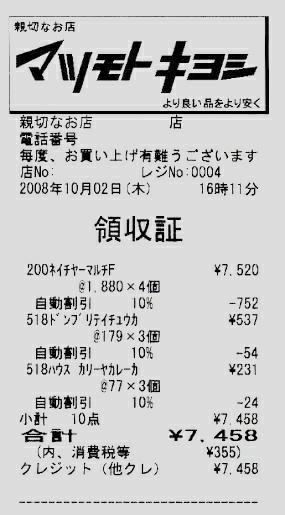 親切なお店
マツモトキヨシ
より良い品をより安く
親切なお店 店
電話番号
毎度、お買い上げ有難うございます
店No: レジNo:0004
2008年10月02日(木) 16時11分
領収証
200ﾈｲﾁﾔｰﾏﾙﾁF ¥7,520
@1,880×4個
自動割引 10% -752
518ﾄﾞﾝﾌﾞﾘﾃｲﾁﾕｳｶ ¥537
@179×3個
自動割引 10% -54
518ﾊｳｽ ｶﾘｰﾔｶﾚｰｶ ¥231
@77×3個
自動割引 10% -24
小計 10点 ¥7,458
合計 ¥7,458
(内、消費税等 ¥355)
クレジット(他クレ) ¥7,458